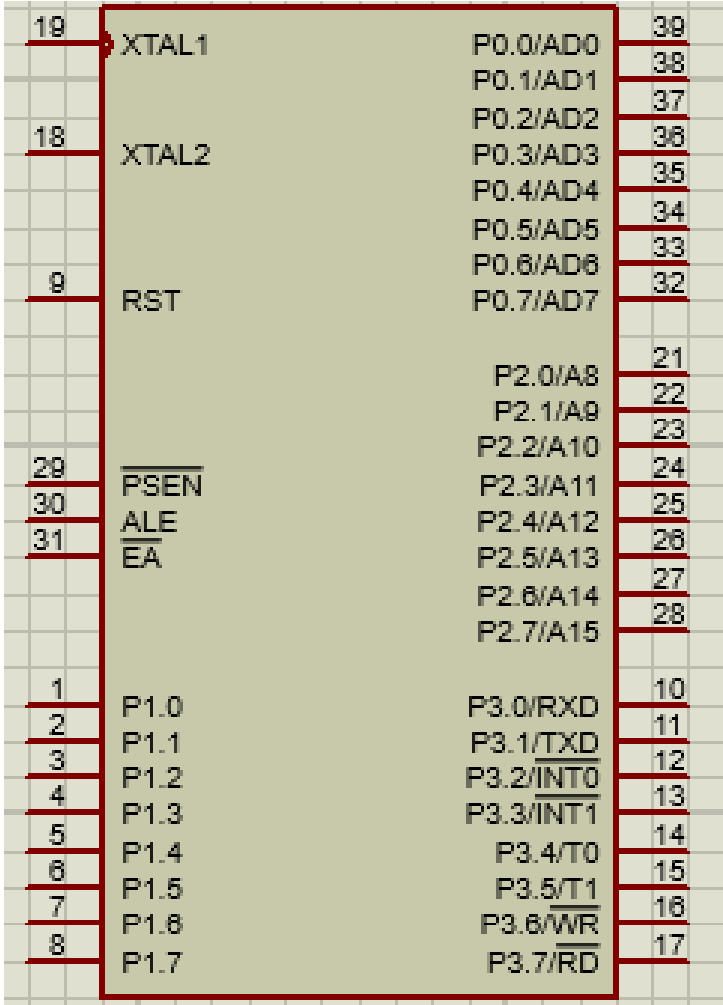 19 XTAL1 P0.0/AD0 39
P0.1/AD1 38
P0.2/AD2 37
18 XTAL2 P0.3/AD3 36
P0.4/AD4 35
P0.5/AD5 34
P0.6/AD6 33
9 RST P0.7/AD7 32
P2.0/A8 21
P2.1/A9 22
P2.2/A10 23
29 PSEN P2.3/A11 24
30 ALE P2.4/A12 25
31 EA P2.5/A13 26
P2.6/A14 27
P2.7/A15 28
1 P1.0 P3.0/RXD 10
2 P1.1 P3.1/TXD 11
3 P1.2 P3.2/INT0 12
4 P1.3 P3.3/INT1 13
5 P1.4 P3.4/T0 14
6 P1.5 P3.5/T1 15
7 P1.6 P3.6/WR 16
8 P1.7 P3.7/RD 17